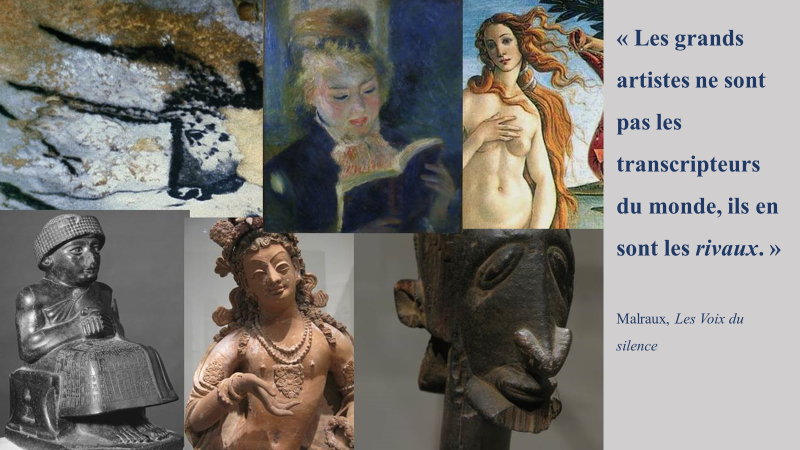 « Les grands
artistes ne sont
pas les
transcripteurs
du monde, ils en
sont les rivaux. »
Malraux, Les Voix du
silence